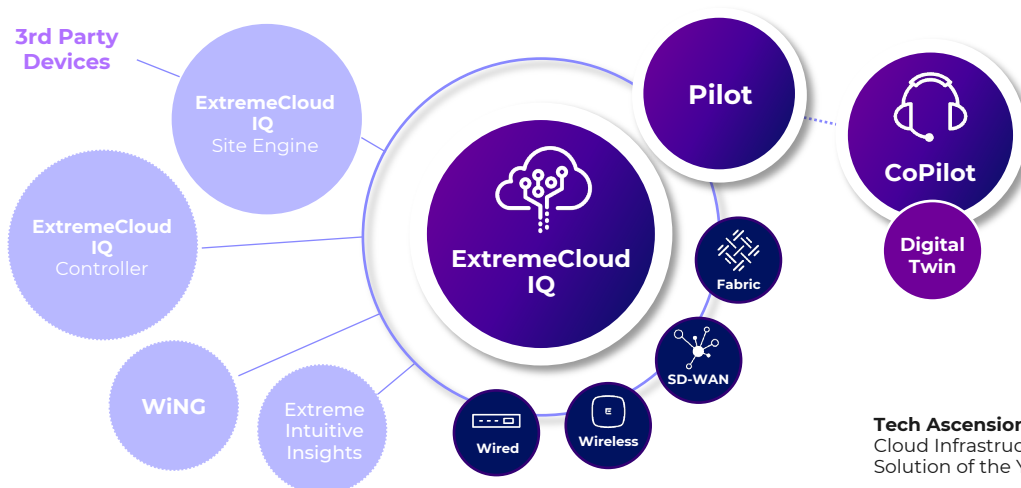 3rd Party
Devices
ExtremeCloud
IQ
Site Engine
ExtremeCloud
IQ
Controller
WiNG
Extreme
Intuitive
Insights
ExtremeCloud
IQ
Pilot
CoPilot
Digital
Twin
Fabric
SD-WAN
Wireless
E
Wired
Tech Ascension
Cloud Infrastruc
Solution of the Y